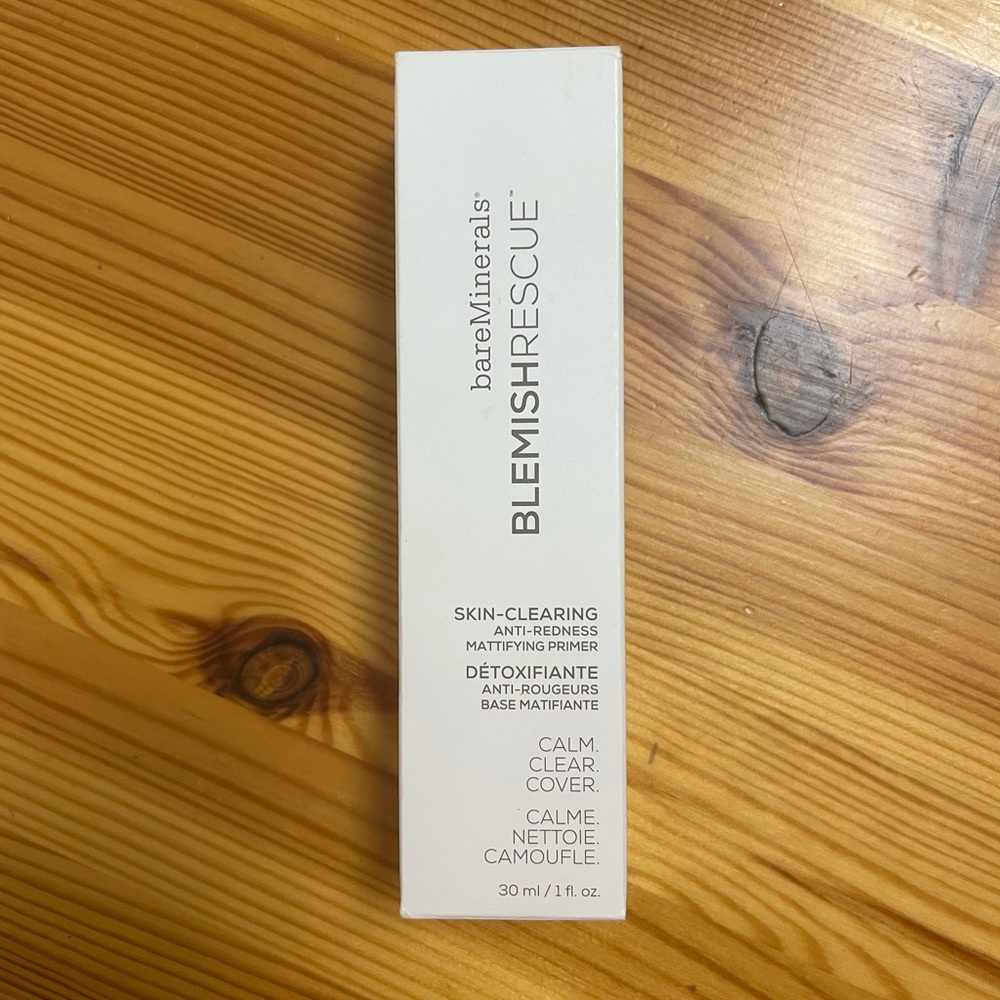 bareMinerals®
BLEMISHRESCUE™
SKIN-CLEARING
ANTI-REDNESS
MATTIFYING PRIMER
DÉTOXIFIANTE
ANTI-ROUGEURS
BASE MATIFIANTE
CALM.
CLEAR.
COVER.
CALME.
NETTOIE.
CAMOUFLE.
30 ml / 1 fl. oz.